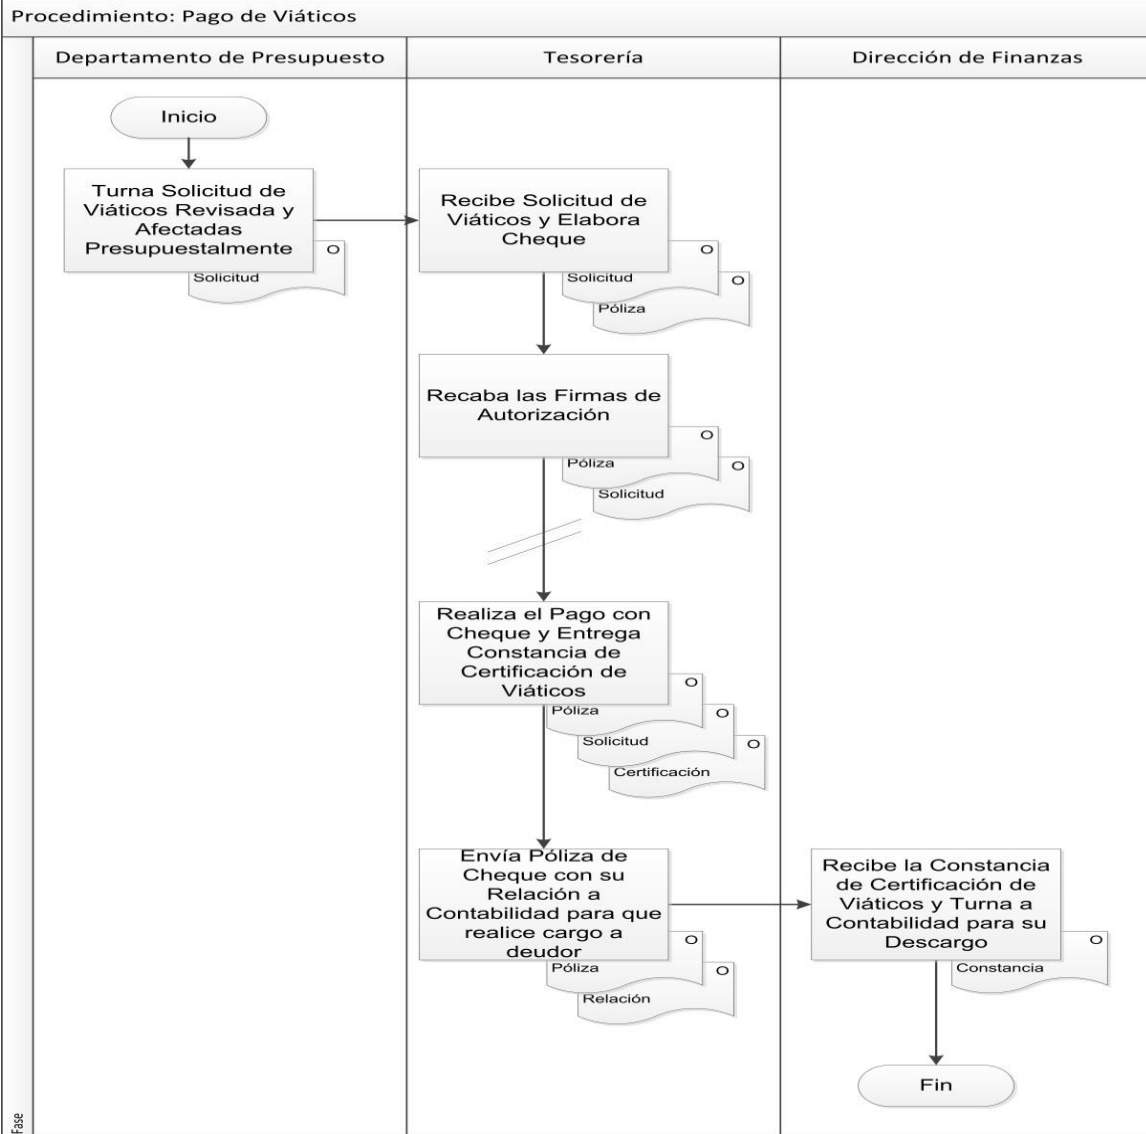 Procedimiento: Pago de Viáticos
Departamento de Presupuesto
Tesorería
Dirección de Finanzas
Inicio
Turna Solicitud de
Viáticos Revisada y
Afectadas
Presupuestalmente
O
Solicitud
Recibe Solicitud de
Viáticos y Elabora
Cheque
O
Solicitud
O
Póliza
Recaba las Firmas de
Autorización
O
Póliza
O
Solicitud
Realiza el Pago con
Cheque y Entrega
Constancia de
Certificación de
Viáticos
O
Póliza
O
Solicitud
O
Certificación
Envía Póliza de
Cheque con su
Relación a
Contabilidad para que
realice cargo a
deudor
O
Póliza
O
Relación
Recibe la Constancia
de Certificación de
Viáticos y Turna a
Contabilidad para su
Descargo
O
Constancia
Fin
Fase